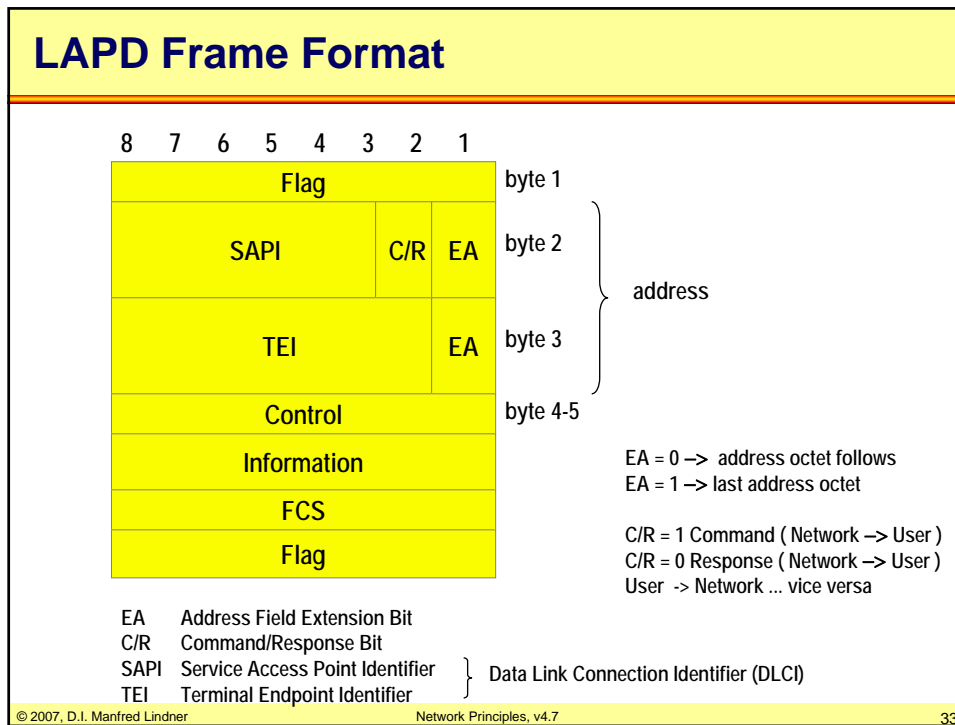 LAPD Frame Format
8 7 6 5 4 3 2 1
Flag byte 1
SAPI C/R EA byte 2
address
TEI EA byte 3
Control byte 4-5
Information
FCS
Flag
EA = 0 –> address octet follows
EA = 1 –> last address octet
C/R = 1 Command ( Network –> User )
C/R = 0 Response ( Network –> User )
User -> Network ... vice versa
EA Address Field Extension Bit
C/R Command/Response Bit
SAPI Service Access Point Identifier
TEI Terminal Endpoint Identifier
Data Link Connection Identifier (DLCI)
© 2007, D.I. Manfred Lindner Network Principles, v4.7 33